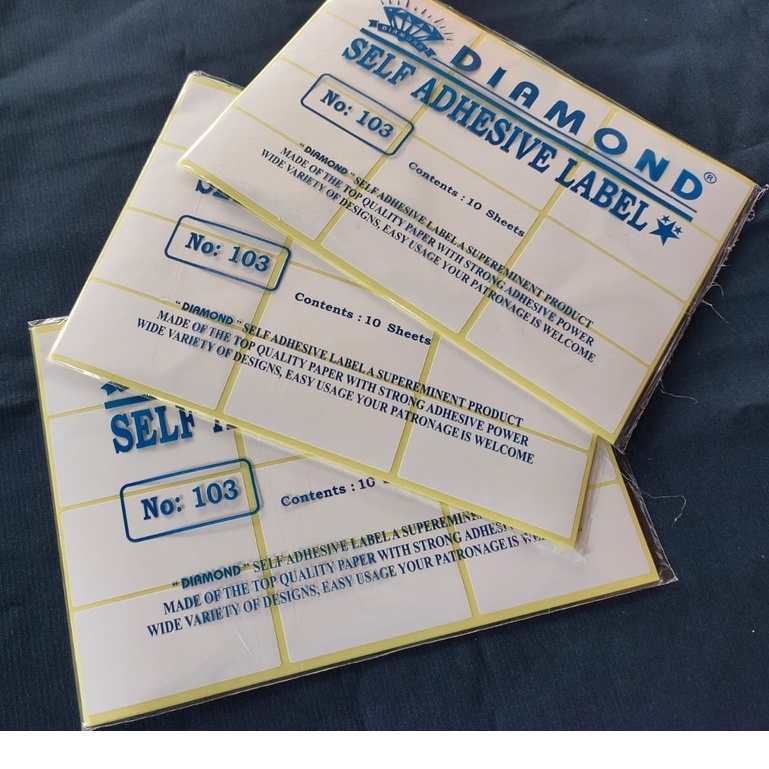 DIAMOND
DIAMOND®
SELF ADHESIVE LABEL
No: 103
Contents : 10 Sheets
" DIAMOND " SELF ADHESIVE LABEL A SUPEREMINENT PRODUCT
MADE OF THE TOP QUALITY PAPER WITH STRONG ADHESIVE POWER
WIDE VARIETY OF DESIGNS, EASY USAGE YOUR PATRONAGE IS WELCOME
No: 103
Contents : 10 Sheets
" DIAMOND " SELF ADHESIVE LABEL A SUPEREMINENT PRODUCT
MADE OF THE TOP QUALITY PAPER WITH STRONG ADHESIVE POWER
WIDE VARIETY OF DESIGNS, EASY USAGE YOUR PATRONAGE IS WELCOME
SELF
No: 103
Contents : 10
" DIAMOND " SELF ADHESIVE LABEL A
MADE OF THE TOP QUALITY PAPER WITH STRONG
WIDE VARIETY OF DESIGNS, EASY USAGE YOUR PATRONAGE IS